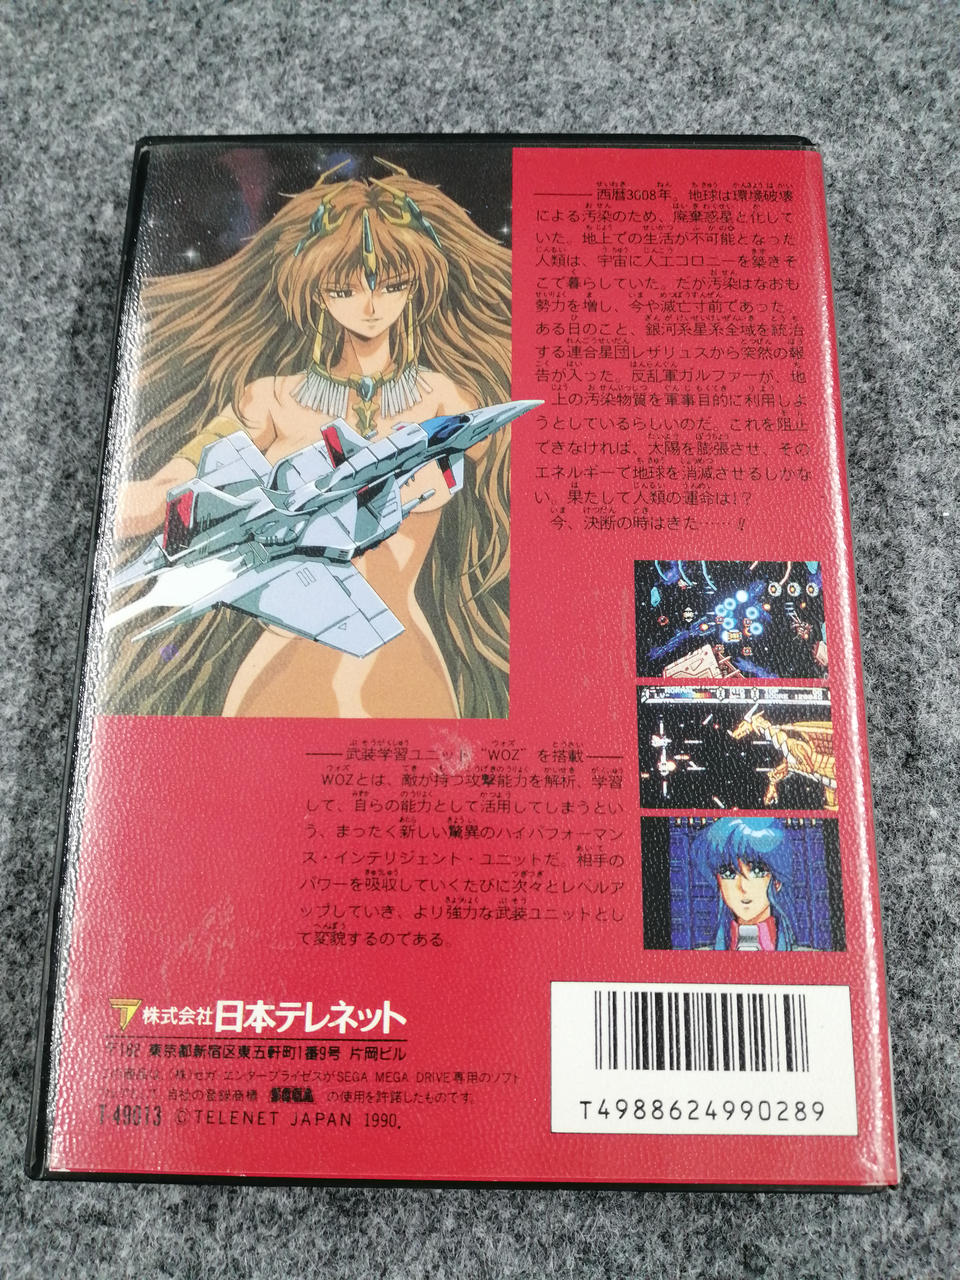 西暦3008年。地球は環境破壊
による汚染のため、廃棄惑星と化して
いた。地上での生活が不可能となった
人類は、宇宙に人工コロニーを築きそ
こで暮らしていた。だが汚染はなおも
勢力を増し、今や滅亡寸前であった。
ある日のこと、銀河系星系全域を統治
する連合星団レザリュスから突然の報
告が入った。反乱軍ガルファーが、地
上の汚染物質を軍事目的に利用しよ
うとしているらしいのだ。これを阻止
できなければ、太陽を膨張させ、その
エネルギーで地球を消滅させるしかな
い。果たして人類の運命は!?
今、決断の時はきた……!
武装学習ユニット“WOZ”を搭載
WOZとは、敵が持つ攻撃能力を解析、学習
して、自らの能力として活用してしまうとい
う、まったく新しい驚異のハイパフォーマン
ス・インテリジェント・ユニットだ。相手の
パワーを吸収していくたびに次々とレベルア
ップしていき、より強力な武装ユニットとし
て変貌するのである。
株式会社日本テレネット
〒162 東京都新宿区東五軒町1番9号 片岡ビル
この商品は、(株)セガ・エンタープライゼスがSEGA MEGA DRIVE専用のソフト
自社の登録商標 の使用を許諾したものです。
T-49013 ©TELENET JAPAN 1990.
T4988624990289